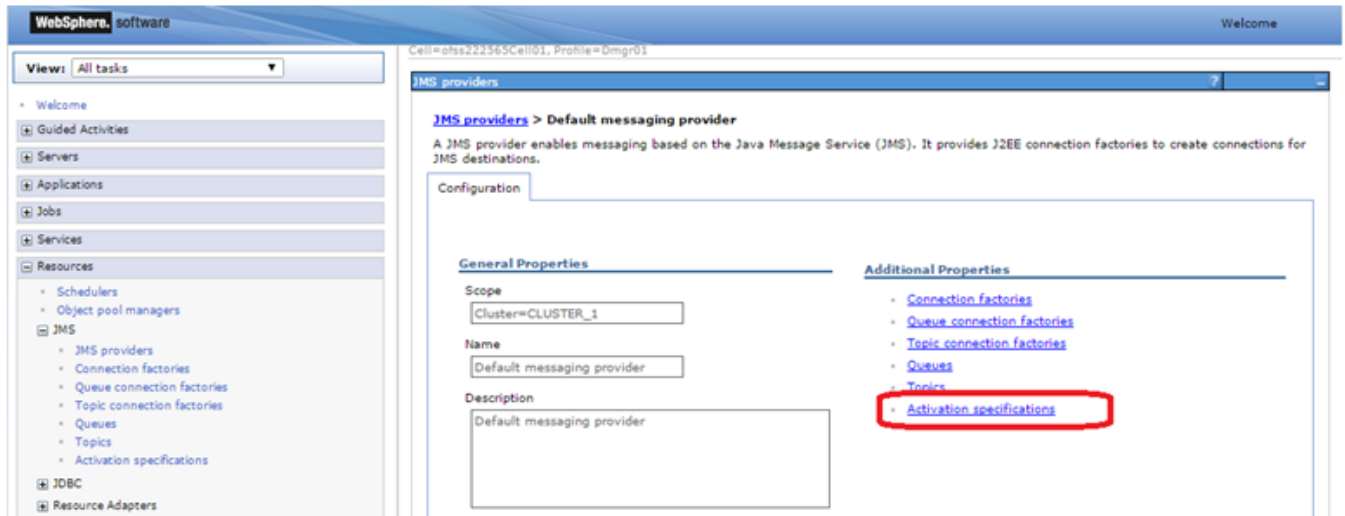 WebSphere. software
Welcome
Cell=ofss222565Cell01, Profile=Dmgr01
View: All tasks
Welcome
Guided Activities
Servers
Applications
Jobs
Services
Resources
Schedulers
Object pool managers
JMS
JMS providers
Connection factories
Queue connection factories
Topic connection factories
Queues
Topics
Activation specifications
JDBC
Resource Adapters
JMS providers ?
JMS providers > Default messaging provider
A JMS provider enables messaging based on the Java Message Service (JMS). It provides J2EE connection factories to create connections for
JMS destinations.
Configuration
General Properties
Scope
Cluster=CLUSTER_1
Name
Default messaging provider
Description
Default messaging provider
Additional Properties
Connection factories
Queue connection factories
Topic connection factories
Queues
Topics
Activation specifications